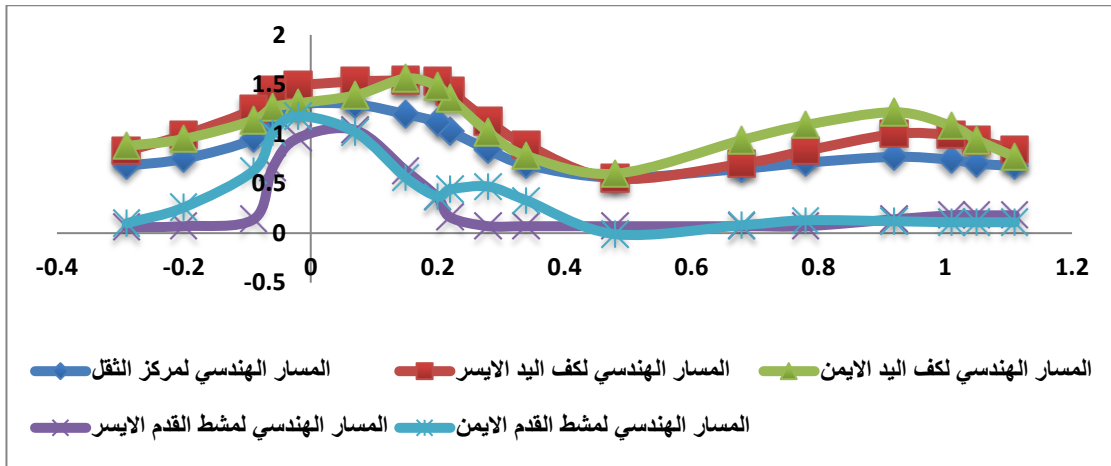 2
1.5
1
0.5
0
-0.5
-0.4 -0.2 0 0.2 0.4 0.6 0.8 1 1.2
المسار الهندسي لمركز الثقل المسار الهندسي لكف اليد الايسر المسار الهندسي لكف اليد الايمن
المسار الهندسي لمشط القدم الايسر المسار الهندسي لمشط القدم الايمن